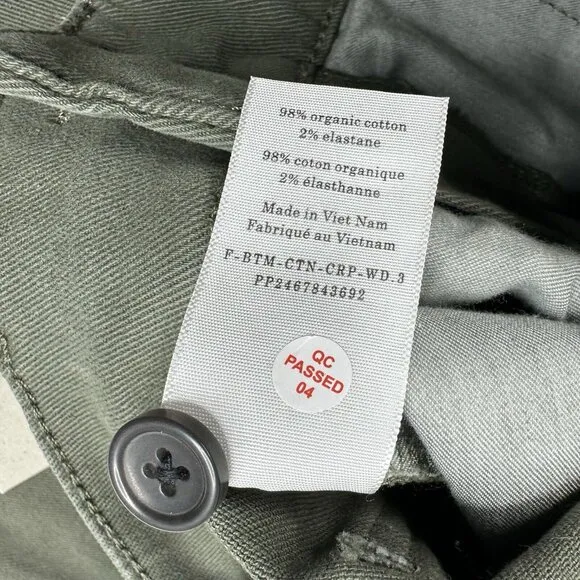 98% organic cotton
2% elastane
98% coton organique
2% élasthanne
Made in Viet Nam
Fabriqué au Vietnam
F-BTM-CTN-CRP-WD.3
PP2467843692
QC
PASSED
04